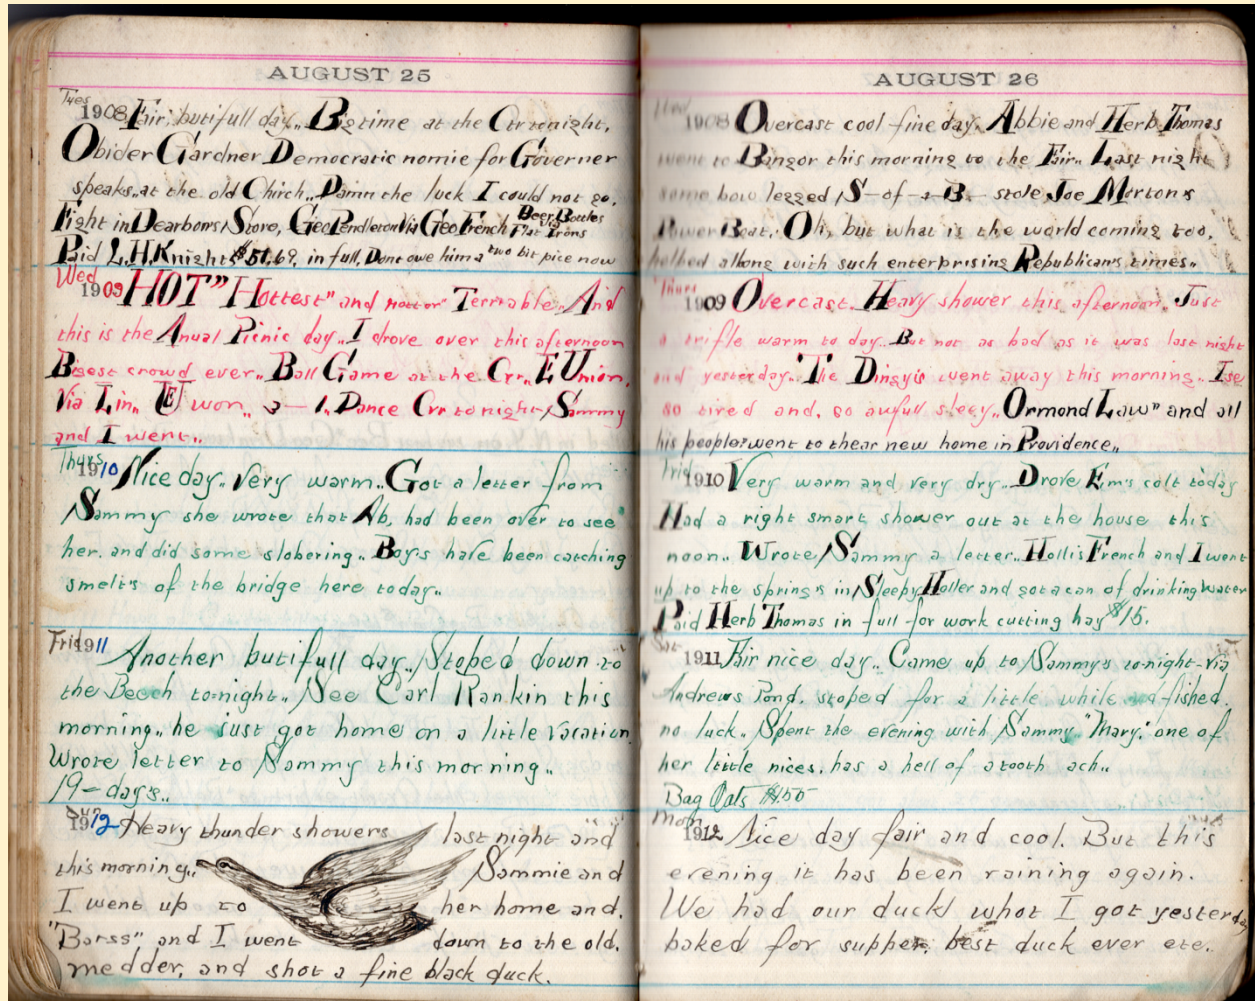 AUGUST 25
Tues
1908 Fair, butifull day,, Big time at the Ctr tonight,
Obider Gardner Democratic nomie for Governer
speaks,, at the old Chirch,, Damn the luck I could not go.
Fight in Dearborns Store, Geo Pendleton Via Geo French Beer Bottles Via Flat Irons
Paid L.H. Knight $51.69, in full, Dont owe him a two bit pice now
Wed
1909 HOT" Hottest" and hotter" Terrable,, And
this is the Anual Picnic day,, I drove over this afternoon
Bigest crowd ever,, Ball Game at the Ctr,, E Union,
Via Lin,, E U won,, 3—1,, Dance Ctr to night, Sammy
and I went,,
Thurs
1910 Nice day,, Very warm,, Got a letter from
Sammy she wrote that Ab, had been over to see"
her, and did some slobering,, Boys have been catching
smelts of the bridge here today,,
Frid
1911 Another butifull day,, Stoped down to
the Beech to-night,, See Carl Rankin this
morning,, he just got home on a little vacation
Wrote letter to Sammy this morning,,
19—days,,
Sun
1912 Heavy thunder showers last night and
this morning,, Sammie and
I went up to her home and,
"Barss" and I went down to the old,
medder, and shot a fine black duck.
AUGUST 26
Wed
1908 Overcast cool fine day, Abbie and Herb Thomas
went to Bangor this morning to the Fair,, Last night
some bow legged S—of—a—B— stole Joe Mortons
Power Boat, Oh, but what is the world coming too,
helbed allong with such enterprising Republicans times,,
Thurs
1909 Overcast, Heavy shower this afternoon,, Just
a trifle warm to day,, But not as bad as it was last night
and yesterday,, The Dingyis went away this morning,, Ise
so tired and, so awfull sleey,, Ormond Law" and all
his people went to thear new home in Providence,,
Frid
1910 Very warm and very dry,, Drove Em's colt today
Had a right smart shower out at the house this
noon,, Wrote Sammy a letter,, Hollis French and I went
up to the springs in Sleepy Holler and got a can of drinking water
Paid Herb Thomas in full for work cutting hay $15.
Sat
1911 Fair nice day,, Came up to Sammys to-night-via
Andrews Pond, stoped for a little while and fished,
no luck,, Spent the evening with Sammy "Mary," one of
her little nices, has a hell of a tooth ach,,
Bag Oats $1.50
Mon
1912 Nice day fair and cool. But this
evening it has been raining again.
We had our duck whot I got yesterday
baked for supper, best duck ever ete,,